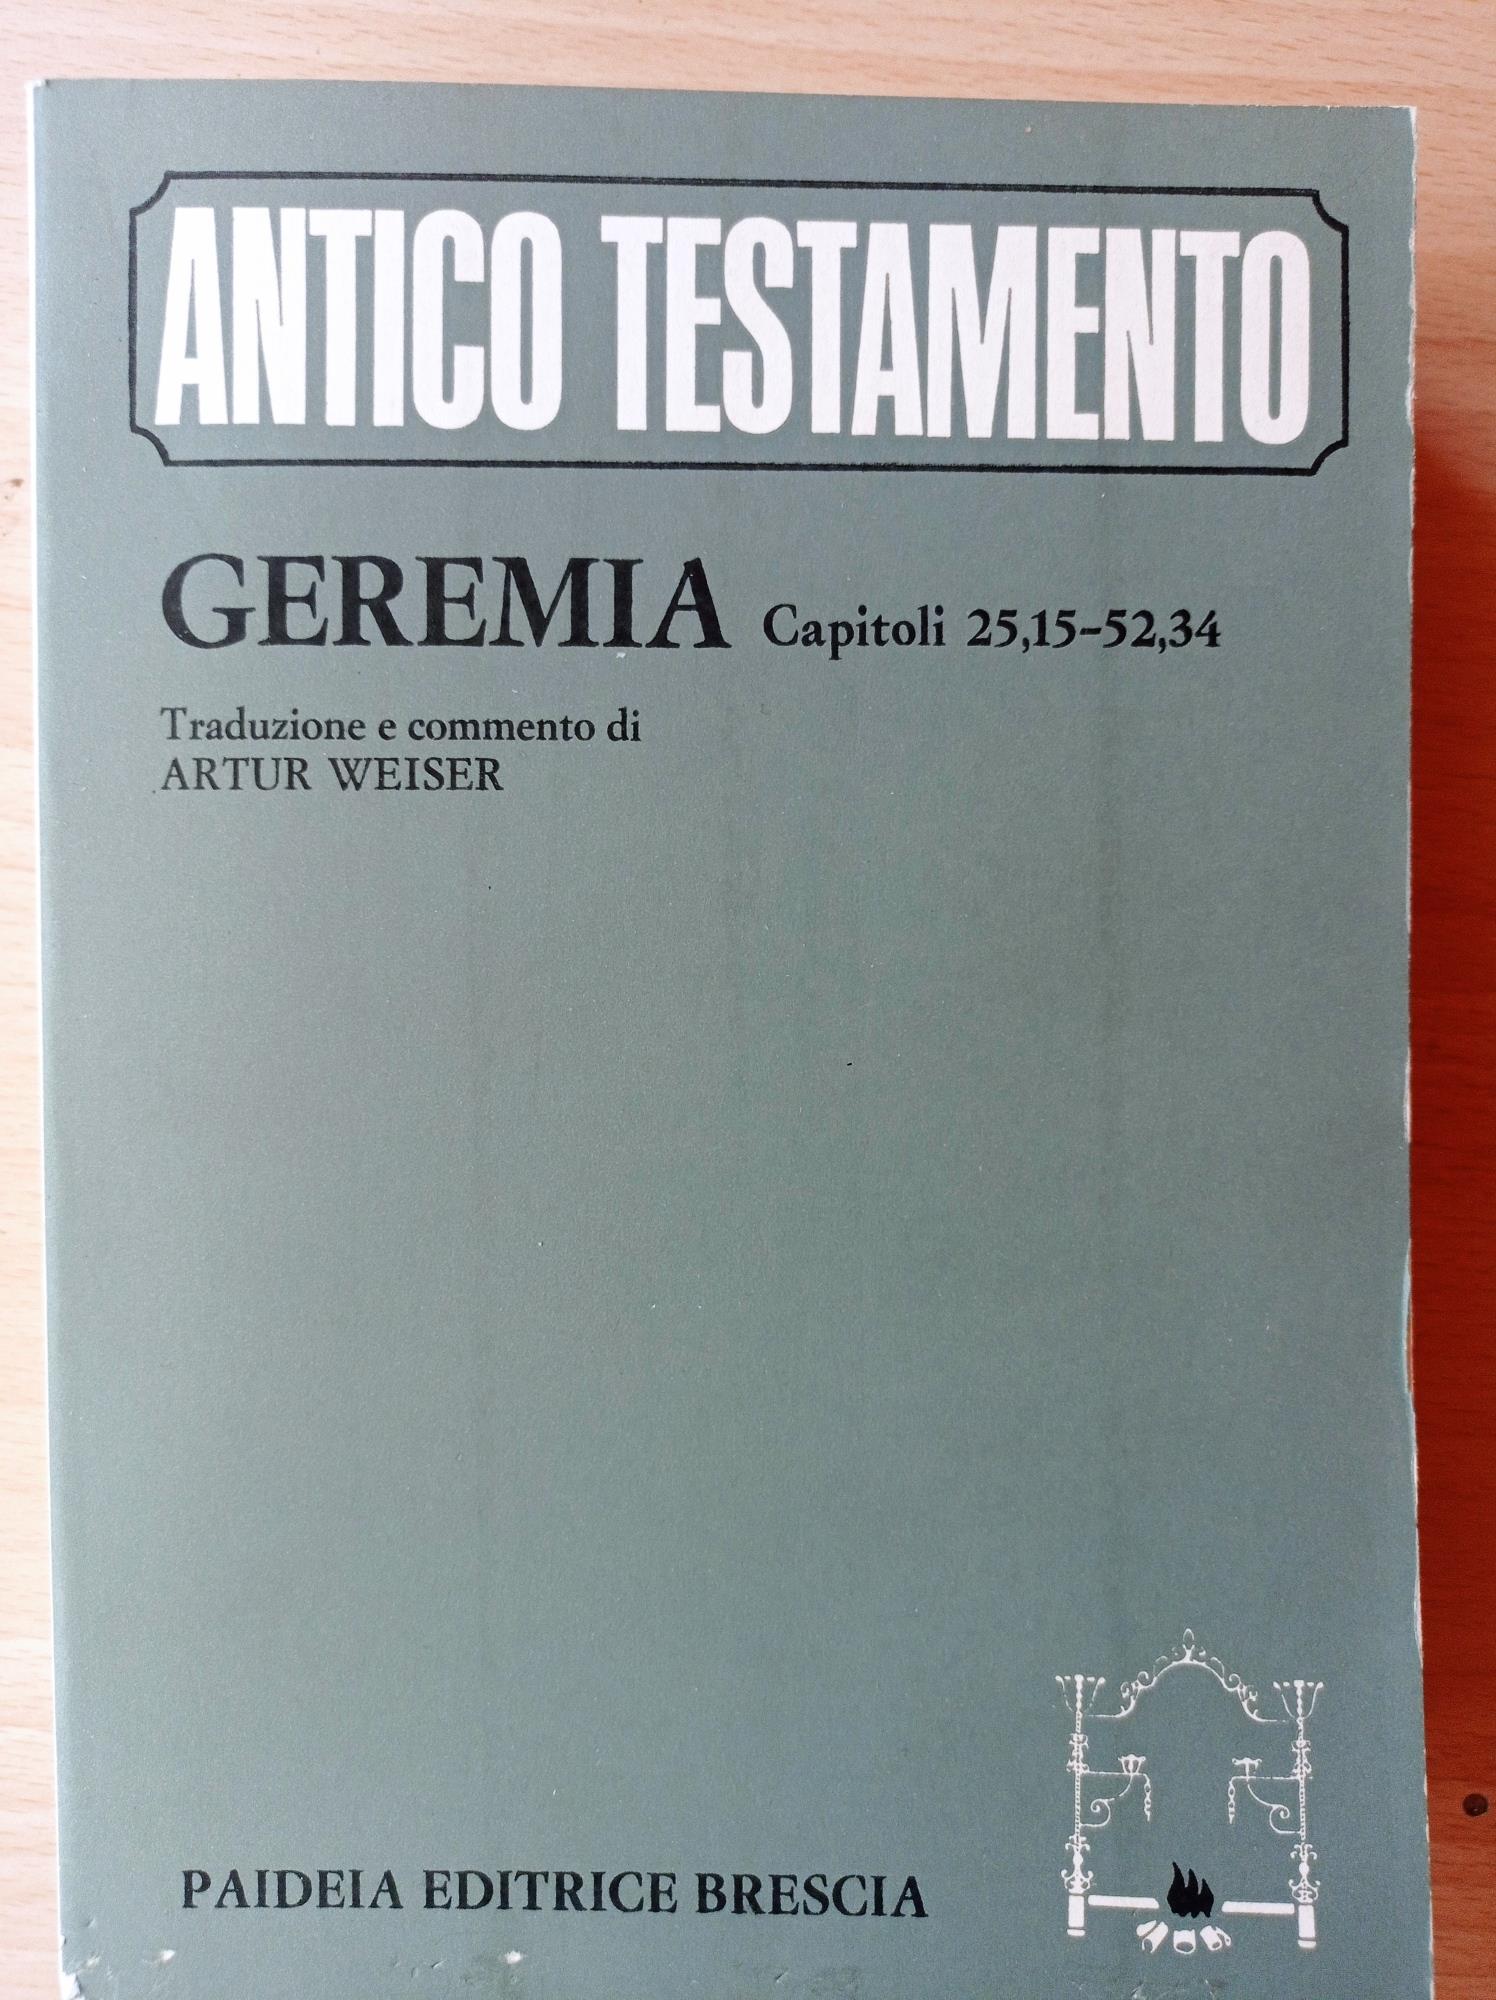 ANTICO TESTAMENTO
GEREMIA Capitoli 25,15-52,34
Traduzione e commento di
ARTUR WEISER
PAIDEIA EDITRICE BRESCIA